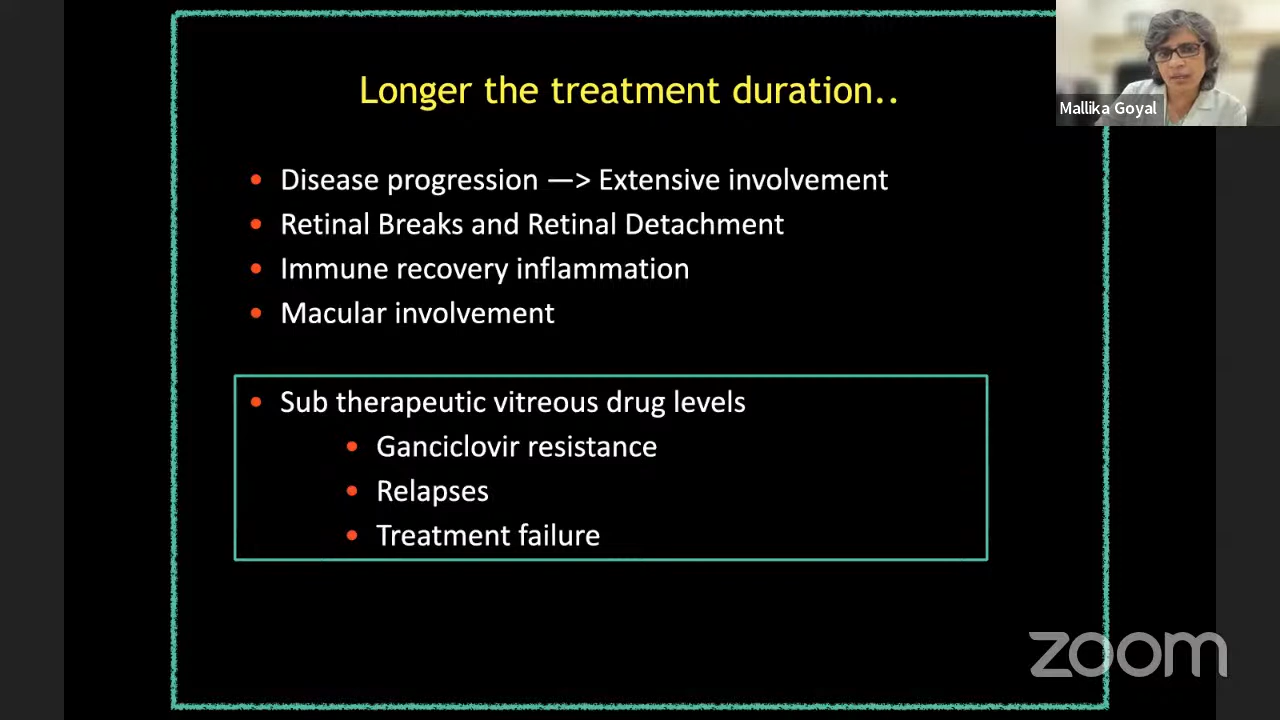 Longer the treatment duration..
Mallika Goyal
• Disease progression —> Extensive involvement
• Retinal Breaks and Retinal Detachment
• Immune recovery inflammation
• Macular involvement
• Sub therapeutic vitreous drug levels
• Ganciclovir resistance
• Relapses
• Treatment failure
zoom